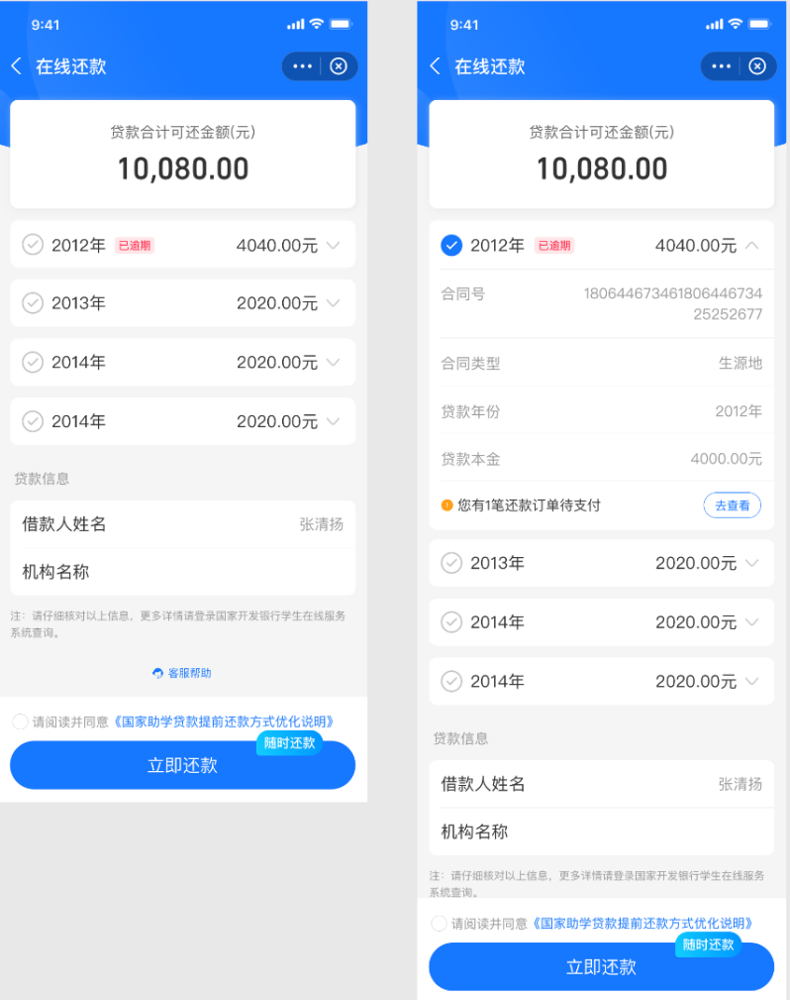 9:41
在线还款
贷款合计可还金额(元)
10,080.00
2012年 已逾期 4040.00元
2013年 2020.00元
2014年 2020.00元
2014年 2020.00元
贷款信息
借款人姓名 张清扬
机构名称
注：请仔细核对以上信息，更多详情请登录国家开发银行学生在线服务
系统查询。
客服帮助
请阅读并同意《国家助学贷款提前还款方式优化说明》
随时还款
立即还款
9:41
在线还款
贷款合计可还金额(元)
10,080.00
2012年 已逾期 4040.00元
合同号 180644673461806446734
25252677
合同类型 生源地
贷款年份 2012年
贷款本金 4000.00元
您有1笔还款订单待支付 去查看
2013年 2020.00元
2014年 2020.00元
2014年 2020.00元
贷款信息
借款人姓名 张清扬
机构名称
注：请仔细核对以上信息，更多详情请登录国家开发银行学生在线服务
系统查询。
请阅读并同意《国家助学贷款提前还款方式优化说明》
随时还款
立即还款